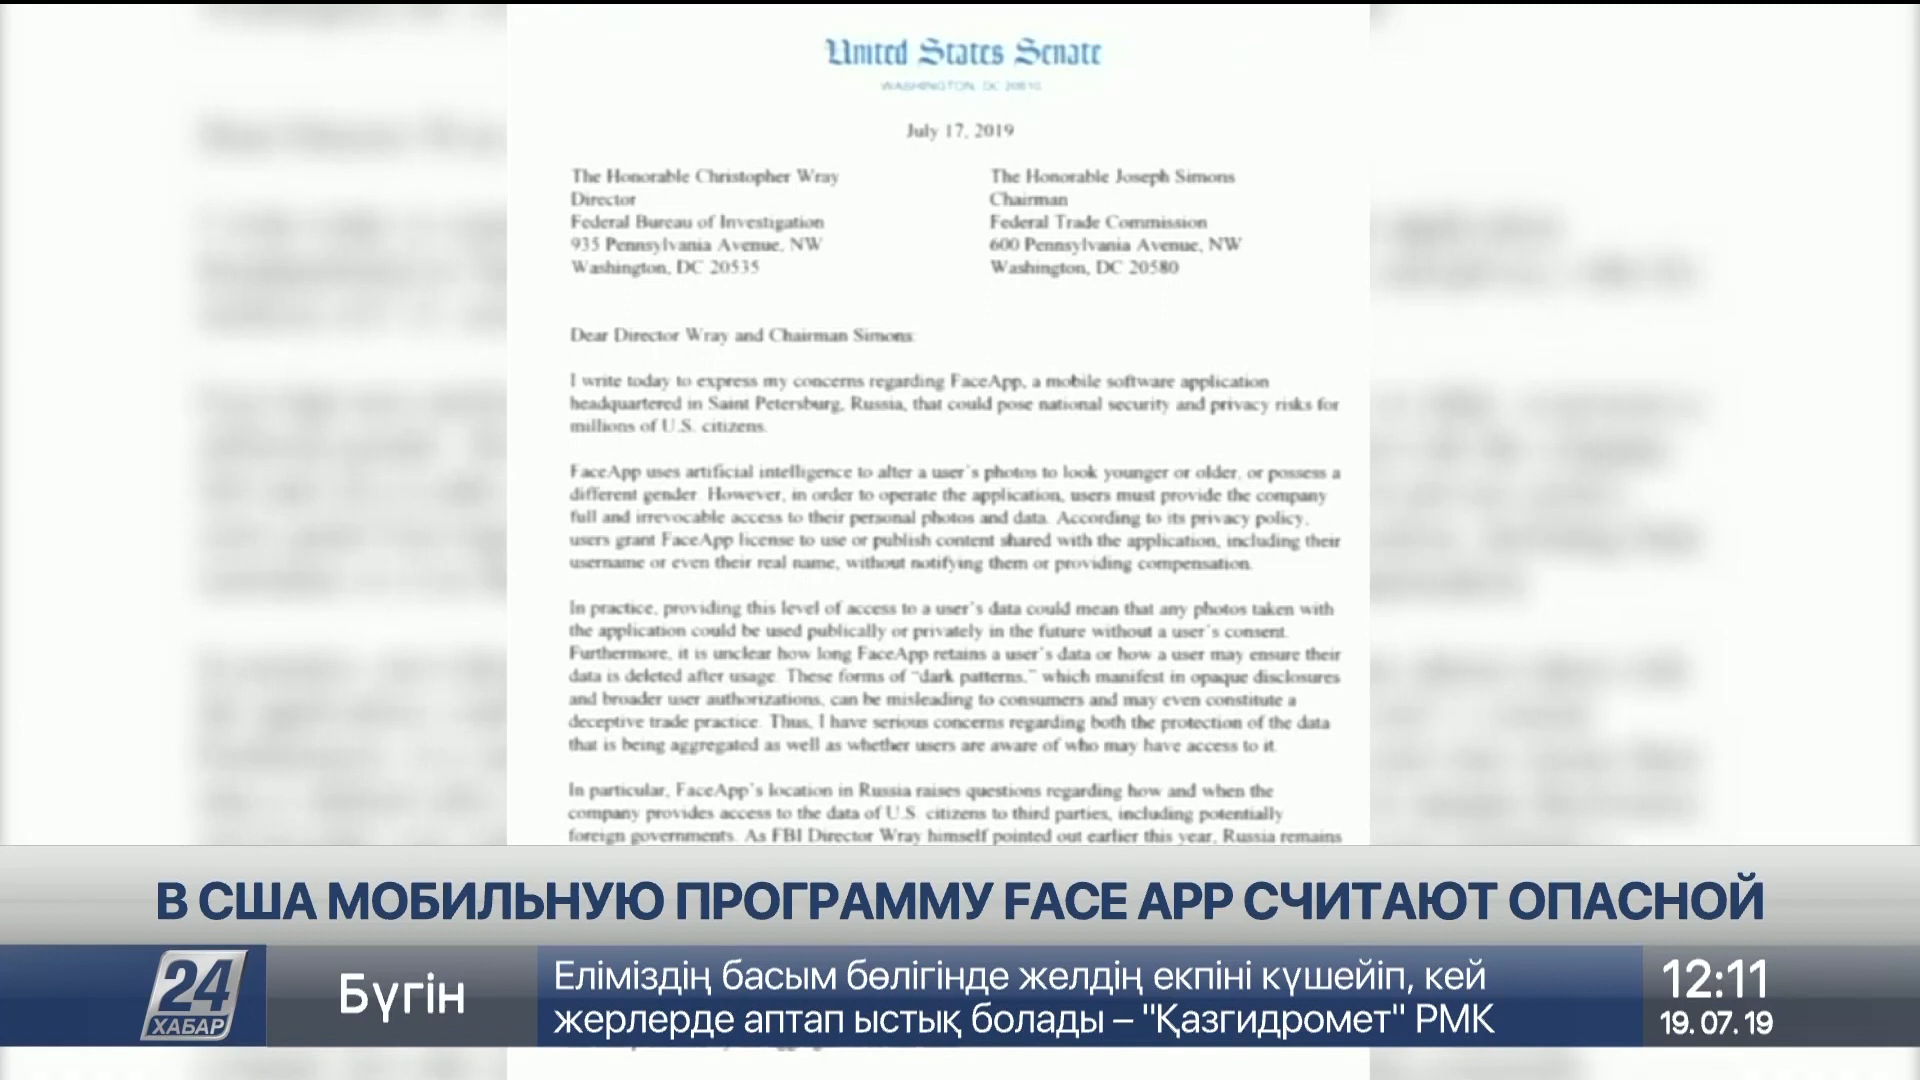 United States Senate
WASHINGTON, DC 20510
July 17, 2019
The Honorable Christopher Wray
Director
Federal Bureau of Investigation
935 Pennsylvania Avenue, NW
Washington, DC 20535
The Honorable Joseph Simons
Chairman
Federal Trade Commission
600 Pennsylvania Avenue, NW
Washington, DC 20580
Dear Director Wray and Chairman Simons:
I write today to express my concerns regarding FaceApp, a mobile software application
headquartered in Saint Petersburg, Russia, that could pose national security and privacy risks for
millions of U.S. citizens.
FaceApp uses artificial intelligence to alter a user's photos to look younger or older, or possess a
different gender. However, in order to operate the application, users must provide the company
full and irrevocable access to their personal photos and data. According to its privacy policy,
users grant FaceApp license to use or publish content shared with the application, including their
username or even their real name, without notifying them or providing compensation.
In practice, providing this level of access to a user's data could mean that any photos taken with
the application could be used publically or privately in the future without a user's consent.
Furthermore, it is unclear how long FaceApp retains a user's data or how a user may ensure their
data is deleted after usage. These forms of "dark patterns," which manifest in opaque disclosures
and broader user authorizations, can be misleading to consumers and may even constitute a
deceptive trade practice. Thus, I have serious concerns regarding both the protection of the data
that is being aggregated as well as whether users are aware of who may have access to it.
In particular, FaceApp's location in Russia raises questions regarding how and when the
company provides access to the data of U.S. citizens to third parties, including potentially
foreign governments. As FBI Director Wray himself pointed out earlier this year, Russia remains
В США МОБИЛЬНУЮ ПРОГРАММУ FACE APP СЧИТАЮТ ОПАСНОЙ
24
ХАБАР
Бүгін
Еліміздің басым бөлігінде желдің екпіні күшейіп, кей
жерлерде аптап ыстық болады – "Қазгидромет" РМК
12:11
19.07.19